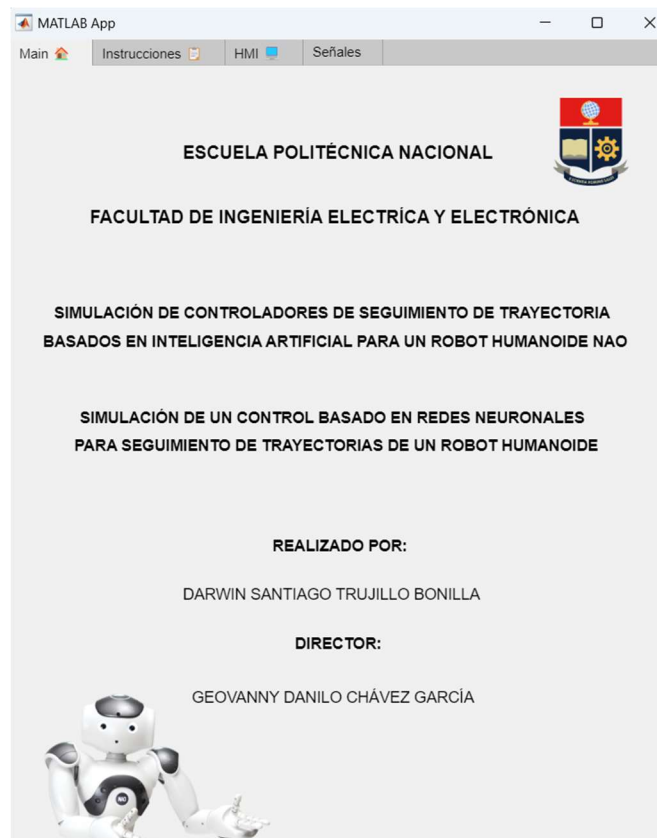 MATLAB App
Main Instrucciones HMI Señales
ESCUELA POLITÉCNICA NACIONAL
FACULTAD DE INGENIERÍA ELECTRÍCA Y ELECTRÓNICA
SIMULACIÓN DE CONTROLADORES DE SEGUIMIENTO DE TRAYECTORIA
BASADOS EN INTELIGENCIA ARTIFICIAL PARA UN ROBOT HUMANOIDE NAO
SIMULACIÓN DE UN CONTROL BASADO EN REDES NEURONALES
PARA SEGUIMIENTO DE TRAYECTORIAS DE UN ROBOT HUMANOIDE
REALIZADO POR:
DARWIN SANTIAGO TRUJILLO BONILLA
DIRECTOR:
GEOVANNY DANILO CHÁVEZ GARCÍA